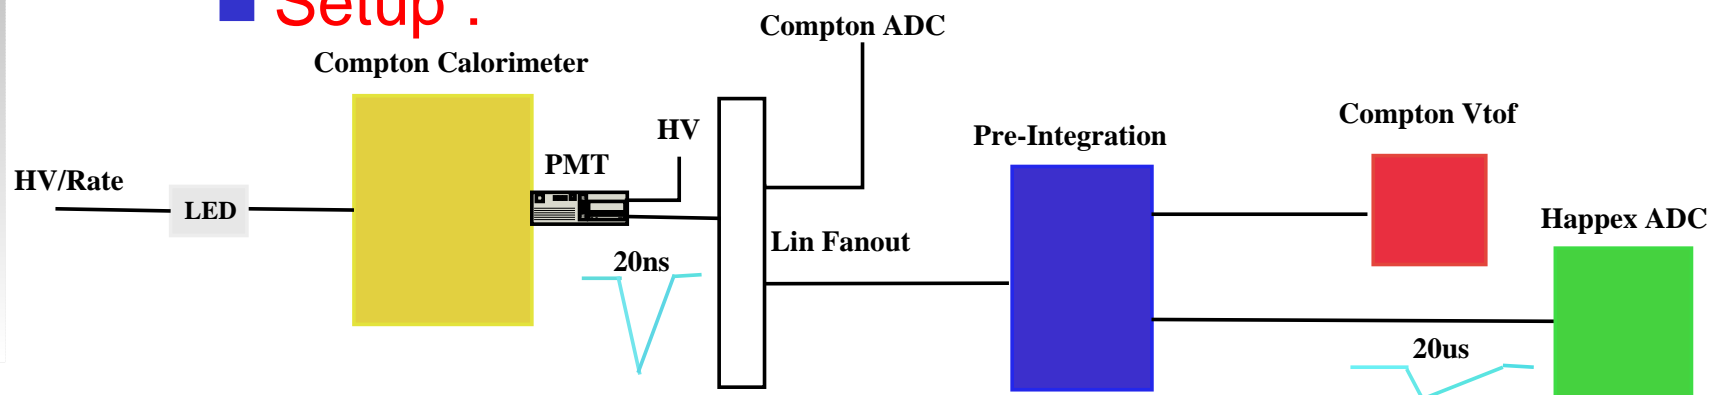 Setup :
Compton ADC
Compton Calorimeter
Compton Vtof
HV
Pre-Integration
PMT
HV/Rate
LED
Happex ADC
Lin Fanout
20ns
20us